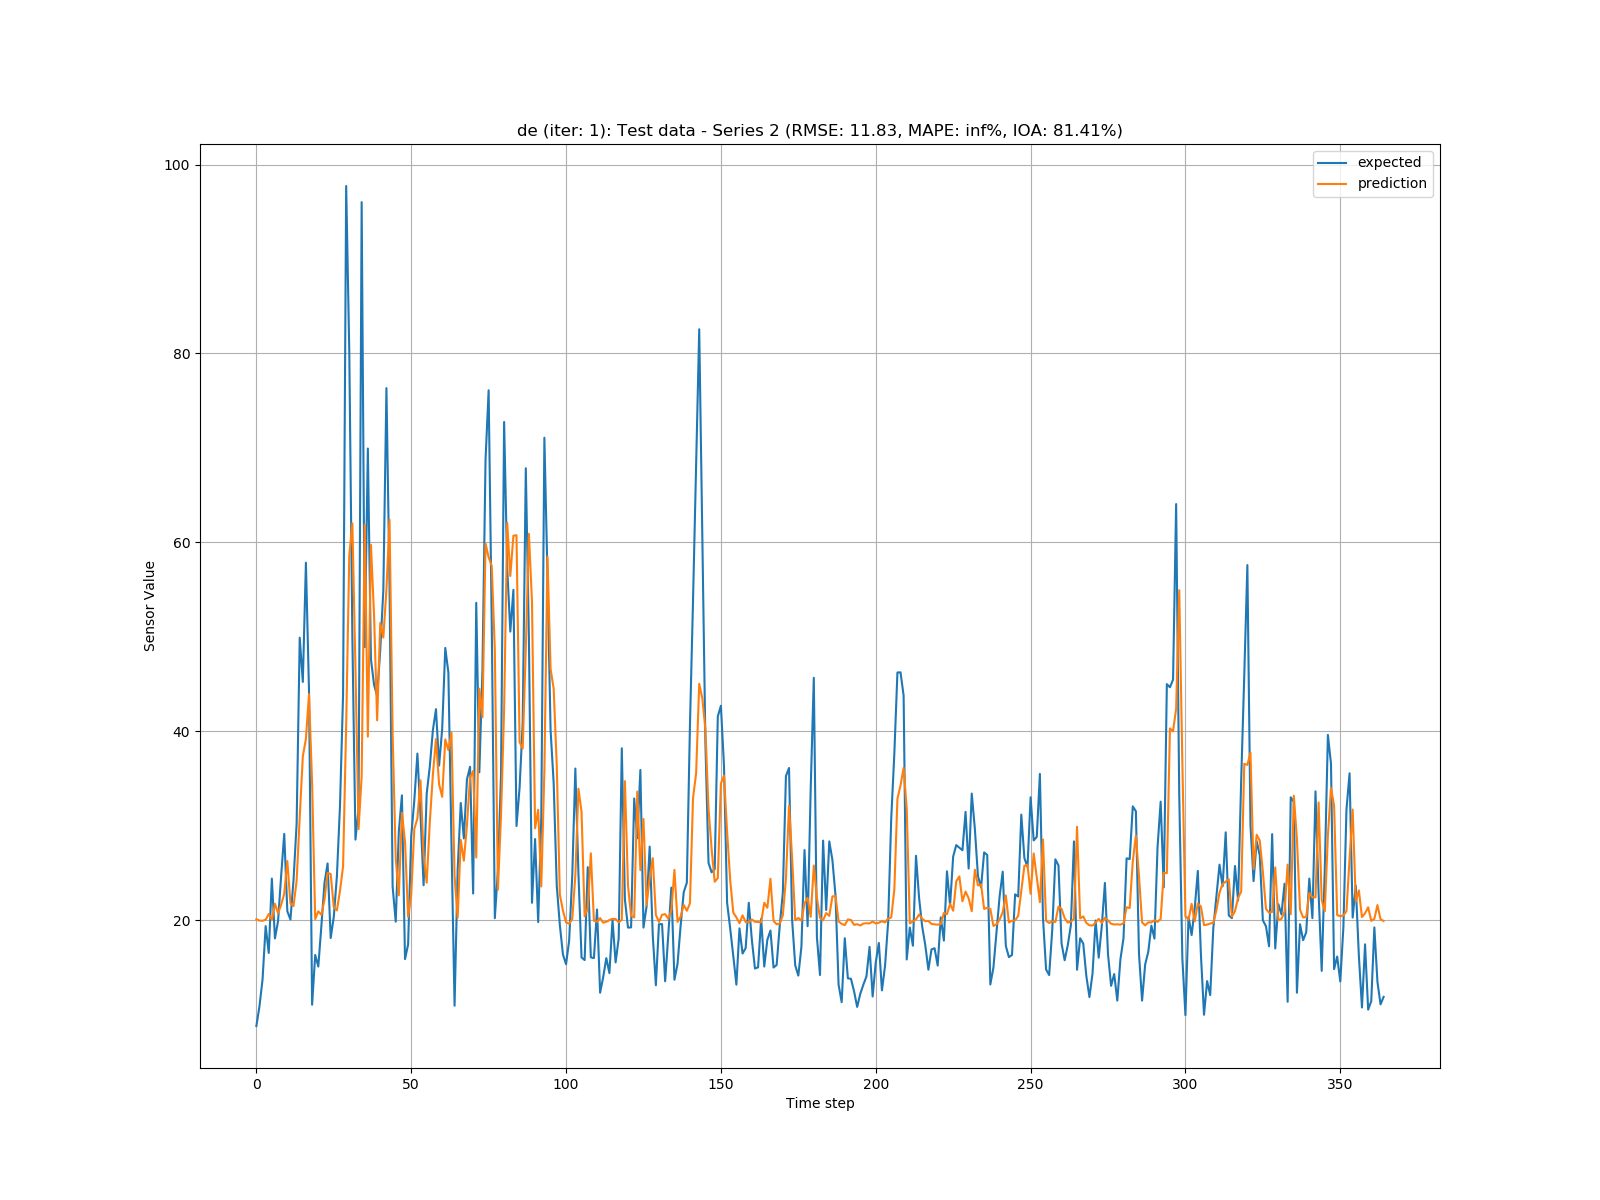 de (iter: 1): Test data - Series 2 (RMSE: 11.83, MAPE: inf%, IOA: 81.41%)
expected
prediction
100
80
60
40
20
Sensor Value
0 50 100 150 200 250 300 350
Time step